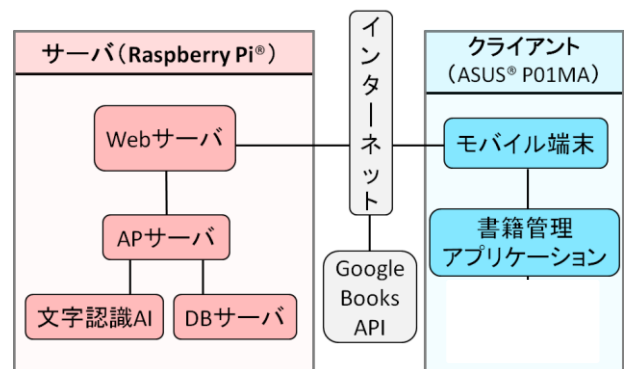 サーバ(Raspberry Pi®)
Webサーバ
APサーバ
文字認識AI
DBサーバ
インターネット
Google
Books
API
クライアント
(ASUS® P01MA)
モバイル端末
書籍管理
アプリケーション